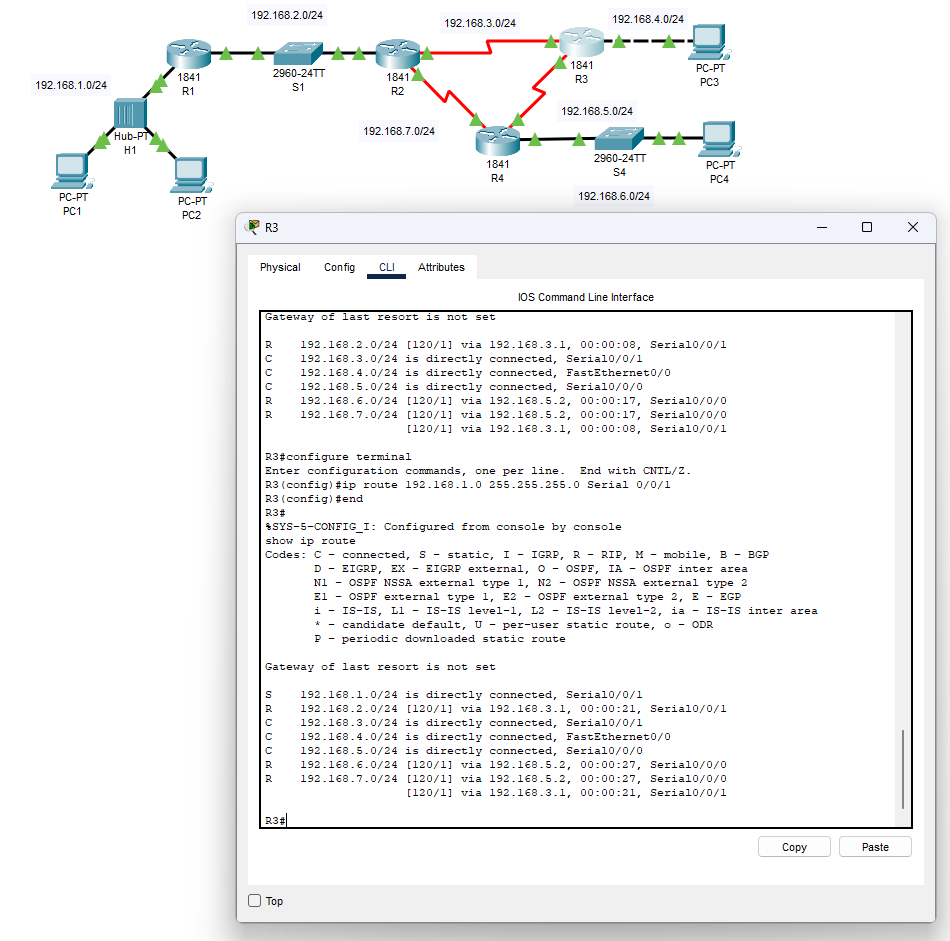 192.168.2.0/24
192.168.3.0/24
192.168.4.0/24
1841
R1
2960-24TT
S1
1841
R2
1841
R3
PC-PT
PC3
192.168.1.0/24
Hub-PT
H1
192.168.7.0/24
192.168.5.0/24
1841
R4
2960-24TT
S4
PC-PT
PC4
PC-PT
PC1
PC-PT
PC2
192.168.6.0/24
R3
Physical Config CLI Attributes
IOS Command Line Interface
Gateway of last resort is not set
R 192.168.2.0/24 [120/1] via 192.168.3.1, 00:00:08, Serial0/0/1
C 192.168.3.0/24 is directly connected, Serial0/0/1
C 192.168.4.0/24 is directly connected, FastEthernet0/0
C 192.168.5.0/24 is directly connected, Serial0/0/0
R 192.168.6.0/24 [120/1] via 192.168.5.2, 00:00:17, Serial0/0/0
R 192.168.7.0/24 [120/1] via 192.168.5.2, 00:00:17, Serial0/0/0
[120/1] via 192.168.3.1, 00:00:08, Serial0/0/1
R3#configure terminal
Enter configuration commands, one per line. End with CNTL/Z.
R3(config)#ip route 192.168.1.0 255.255.255.0 Serial 0/0/1
R3(config)#end
R3#
%SYS-5-CONFIG_I: Configured from console by console
show ip route
Codes: C - connected, S - static, I - IGRP, R - RIP, M - mobile, B - BGP
D - EIGRP, EX - EIGRP external, O - OSPF, IA - OSPF inter area
N1 - OSPF NSSA external type 1, N2 - OSPF NSSA external type 2
E1 - OSPF external type 1, E2 - OSPF external type 2, E - EGP
i - IS-IS, L1 - IS-IS level-1, L2 - IS-IS level-2, ia - IS-IS inter area
* - candidate default, U - per-user static route, o - ODR
P - periodic downloaded static route
Gateway of last resort is not set
S 192.168.1.0/24 is directly connected, Serial0/0/1
R 192.168.2.0/24 [120/1] via 192.168.3.1, 00:00:21, Serial0/0/1
C 192.168.3.0/24 is directly connected, Serial0/0/1
C 192.168.4.0/24 is directly connected, FastEthernet0/0
C 192.168.5.0/24 is directly connected, Serial0/0/0
R 192.168.6.0/24 [120/1] via 192.168.5.2, 00:00:27, Serial0/0/0
R 192.168.7.0/24 [120/1] via 192.168.5.2, 00:00:27, Serial0/0/0
[120/1] via 192.168.3.1, 00:00:21, Serial0/0/1
R3#
Copy Paste
Top